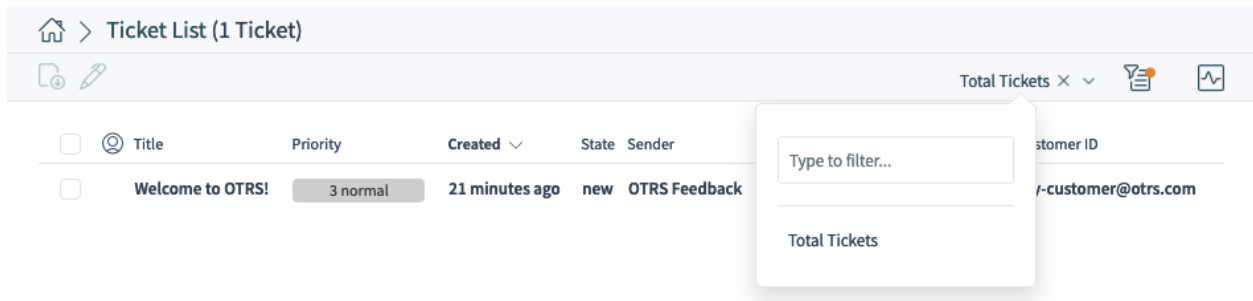 Ticket List (1 Ticket)
Total Tickets
Title Priority Created State Sender stomer ID
Type to filter...
Welcome to OTRS! 3 normal 21 minutes ago new OTRS Feedback y-customer@otrs.com
Total Tickets